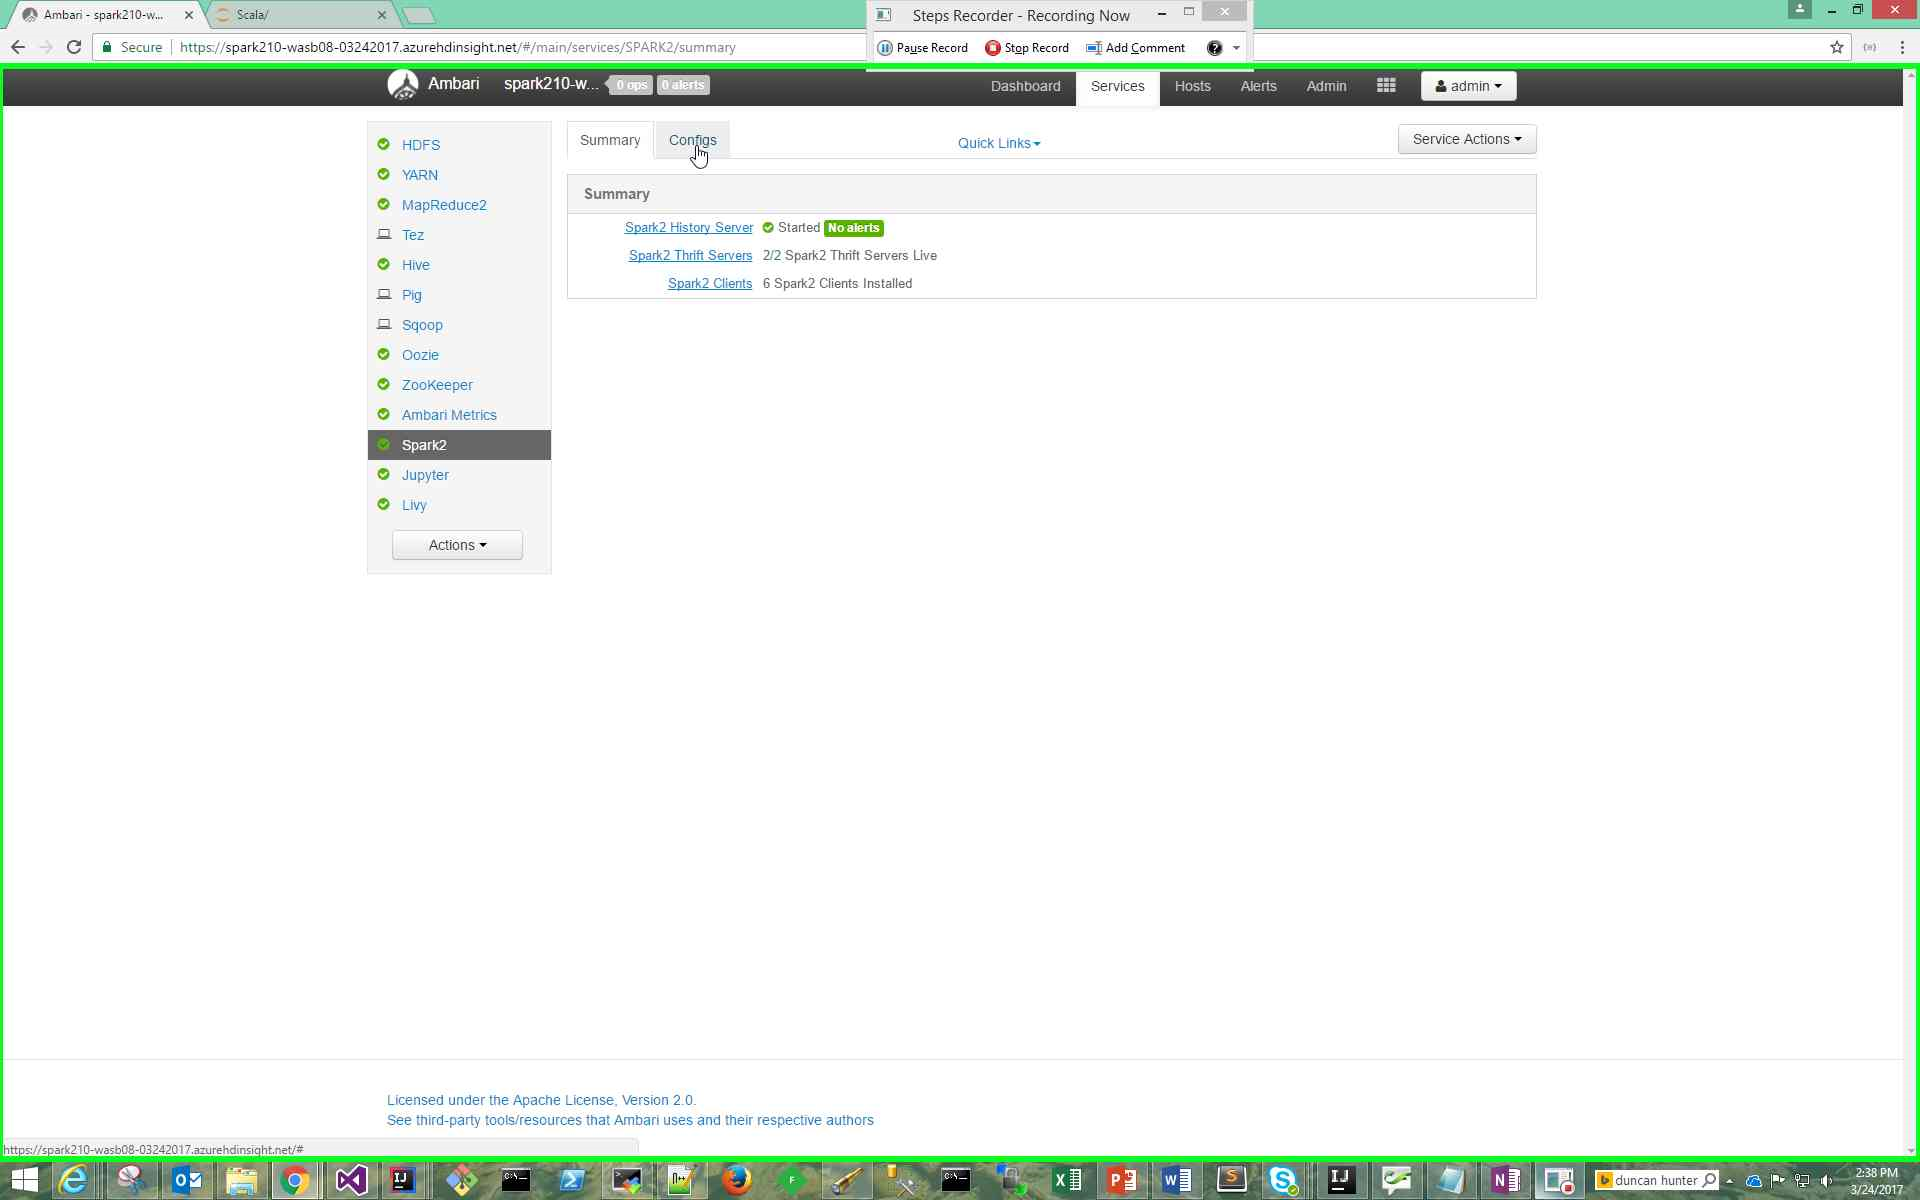 Ambari - spark210-w...
Scala/
Steps Recorder - Recording Now
Secure
https://spark210-wasb08-03242017.azurehdinsight.net/#/main/services/SPARK2/summary
Pause Record
Stop Record
Add Comment
Ambari
spark210-w...
0 ops
0 alerts
Dashboard
Services
Hosts
Alerts
Admin
admin
HDFS
YARN
MapReduce2
Tez
Hive
Pig
Sqoop
Oozie
ZooKeeper
Ambari Metrics
Spark2
Jupyter
Livy
Actions
Summary
Configs
Quick Links
Service Actions
Summary
Spark2 History Server Started No alerts
Spark2 Thrift Servers 2/2 Spark2 Thrift Servers Live
Spark2 Clients 6 Spark2 Clients Installed
Licensed under the Apache License, Version 2.0.
See third-party tools/resources that Ambari uses and their respective authors
https://spark210-wasb08-03242017.azurehdinsight.net/#
duncan hunter
2:38 PM
3/24/2017